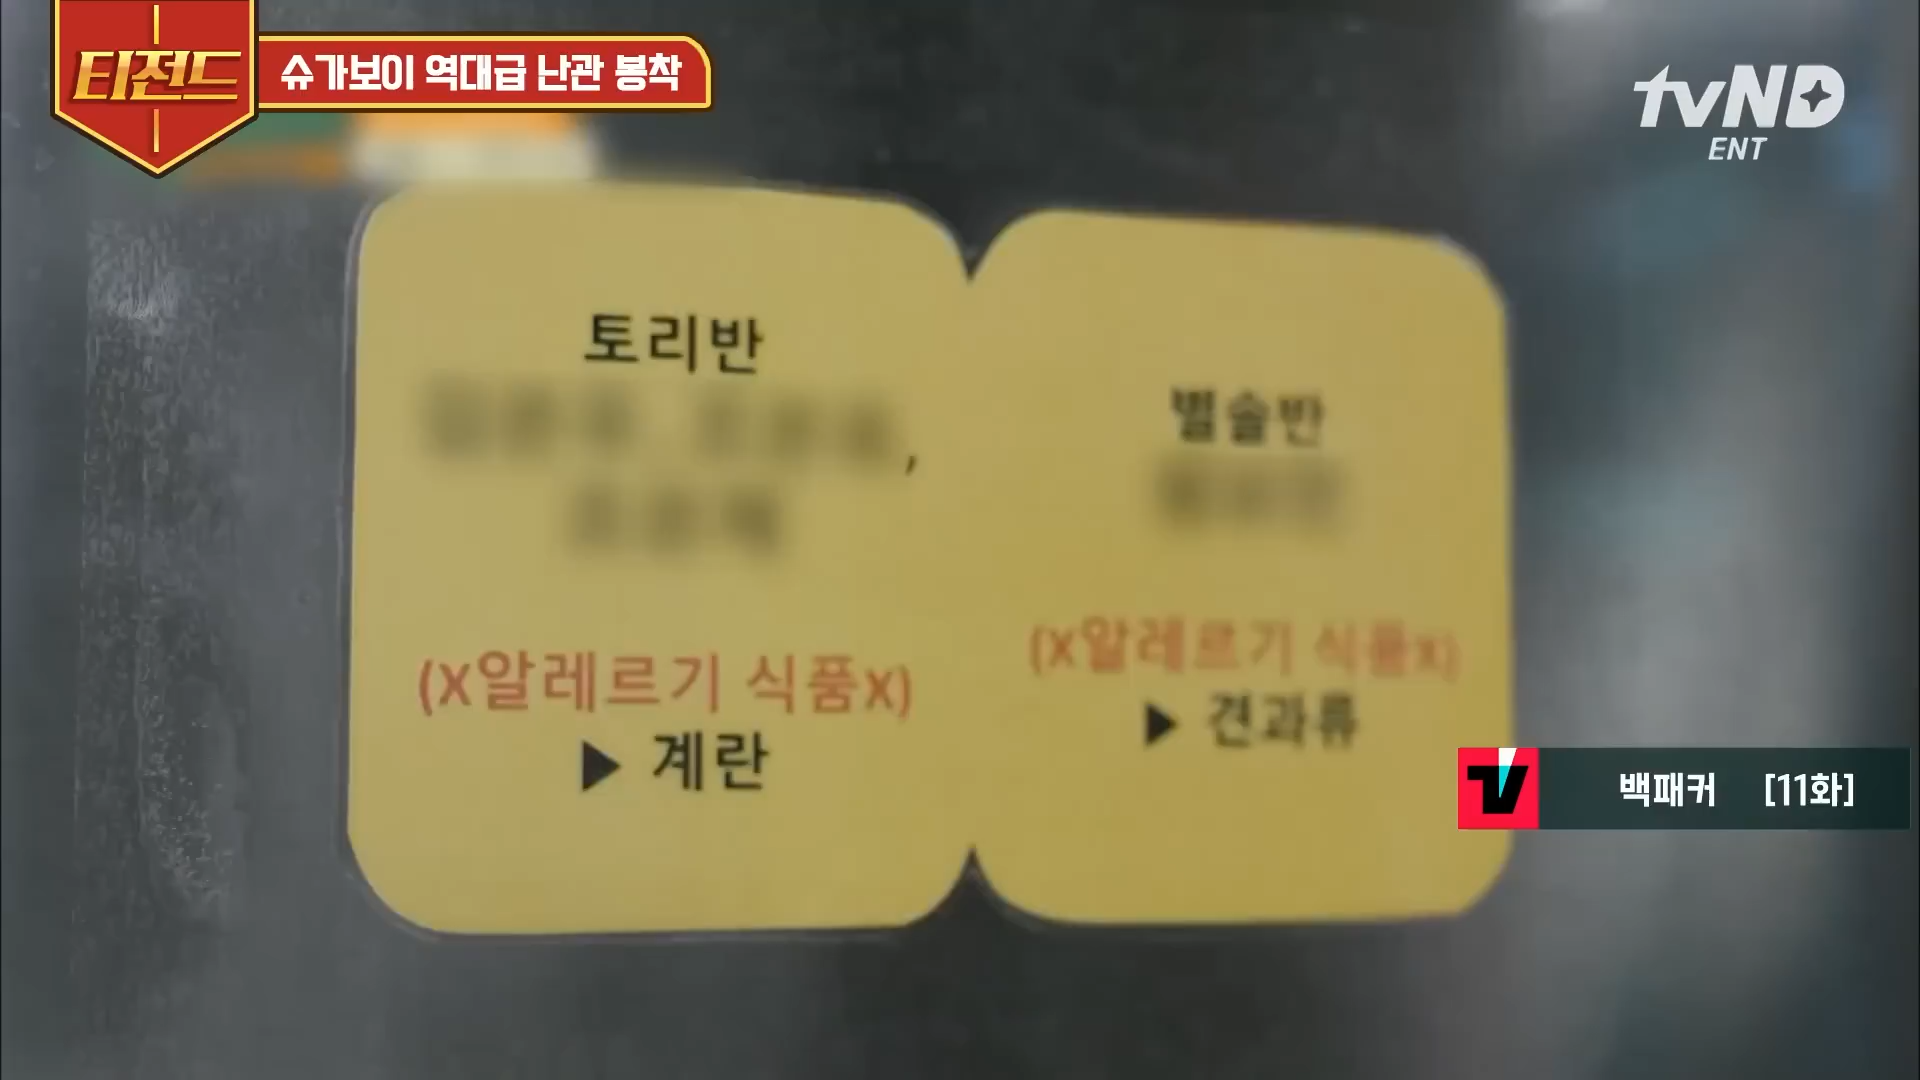 티전드
슈가보이 역대급 난관 봉착
tvND
ENT
토리반
(X알레르기 식품X)
▶ 계란
별솔반
(X알레르기 식품X)
▶ 견과류
백패커 [11화]